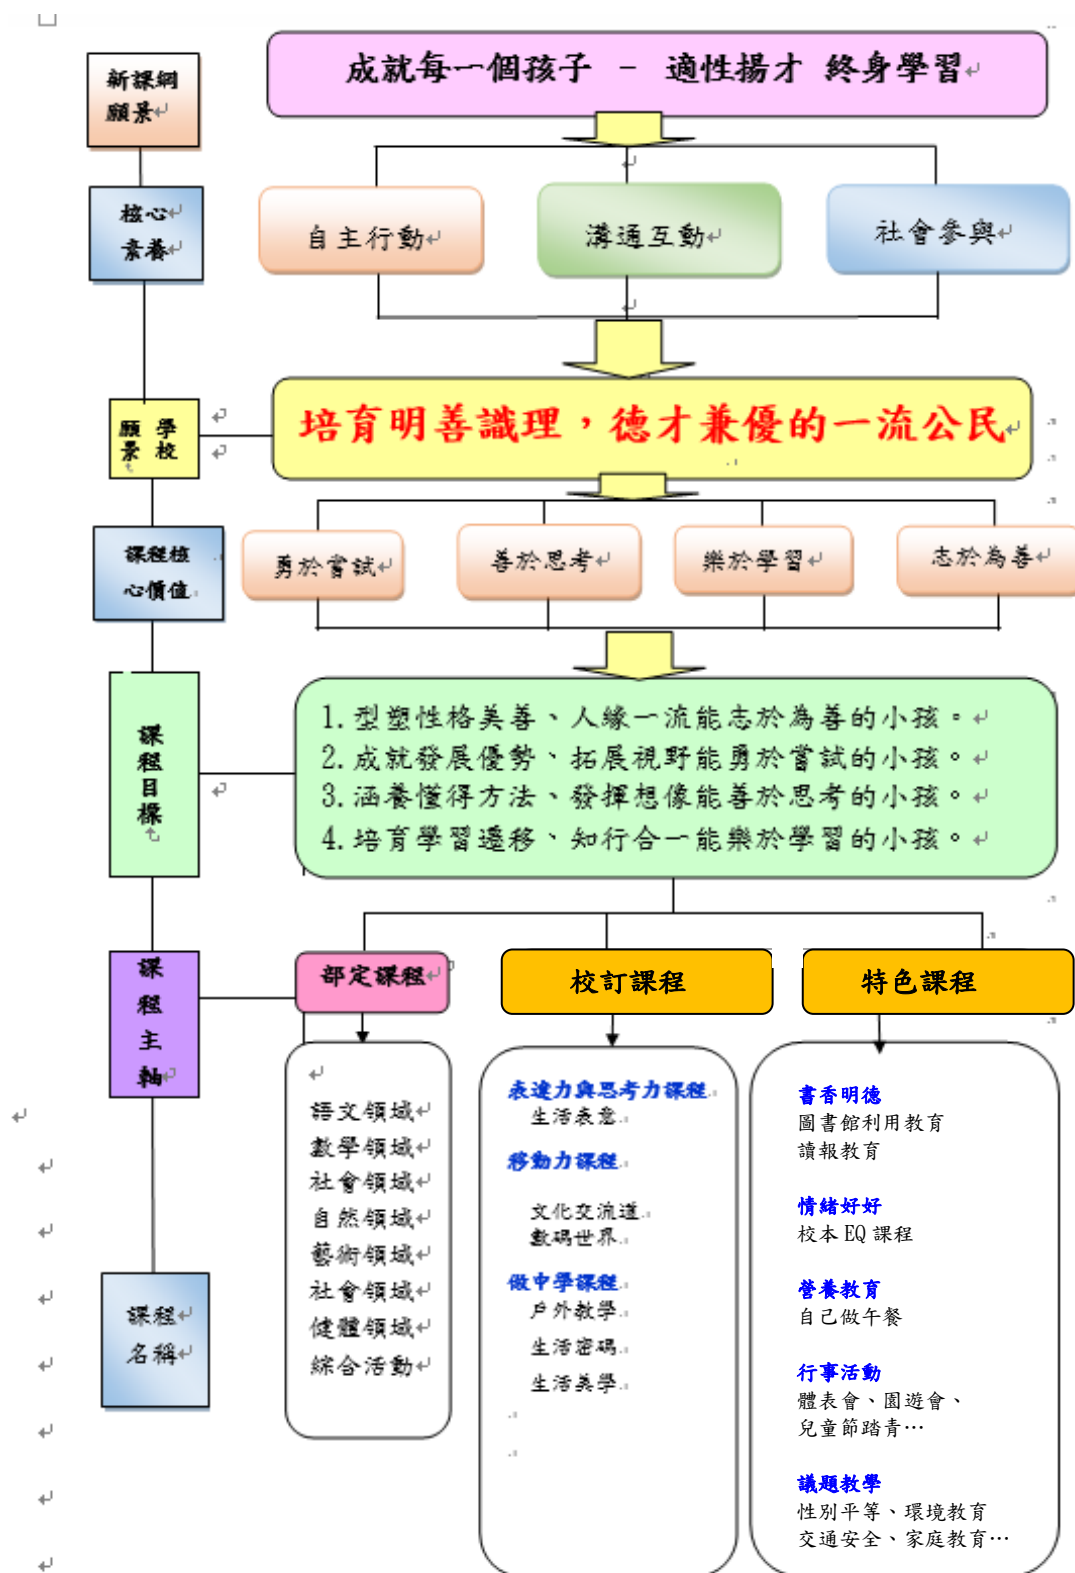 新課綱
願景
成就每一個孩子 – 適性揚才 終身學習
核心
素養
自主行動
溝通互動
社會參與
學校
願景
培育明善識理，德才兼優的一流公民
課程核
心價值
勇於嘗試
善於思考
樂於學習
志於為善
課程目標
1.型塑性格美善、人緣一流能志於為善的小孩。
2.成就發展優勢、拓展視野能勇於嘗試的小孩。
3.涵養懂得方法、發揮想像能善於思考的小孩。
4.培育學習遷移、知行合一能樂於學習的小孩。
課程主軸
部定課程
校訂課程
特色課程
課程
名稱
語文領域
數學領域
社會領域
自然領域
藝術領域
社會領域
健體領域
綜合活動
表達力與思考力課程
生活表意
移動力課程
文化交流道
數碼世界
做中學課程
戶外教學
生活密碼
生活美學
書香明德
圖書館利用教育
讀報教育
情緒好好
校本 EQ 課程
營養教育
自己做午餐
行事活動
體表會、園遊會、
兒童節踏青…
議題教學
性別平等、環境教育
交通安全、家庭教育…